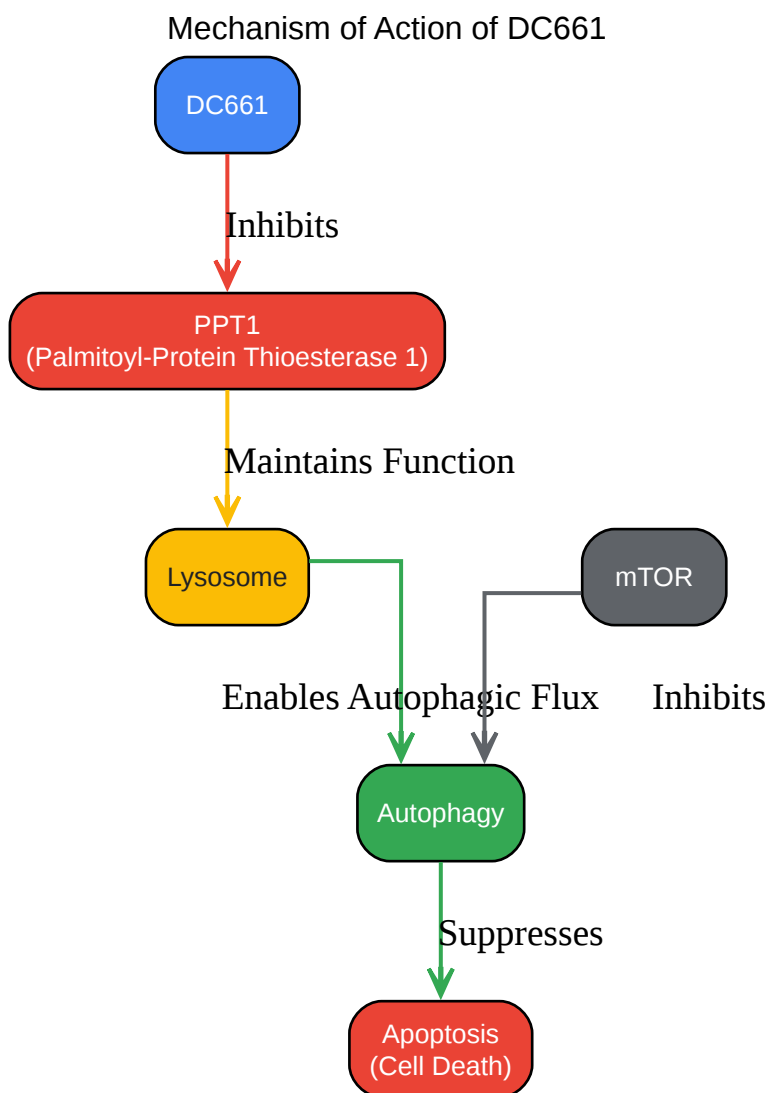 Mechanism of Action of DC661
DC661
Inhibits
PPT1
(Palmitoyl-Protein Thioesterase 1)
Maintains Function
Lysosome
mTOR
Enables Autophagic Flux
Inhibits
Autophagy
Suppresses
Apoptosis
(Cell Death)